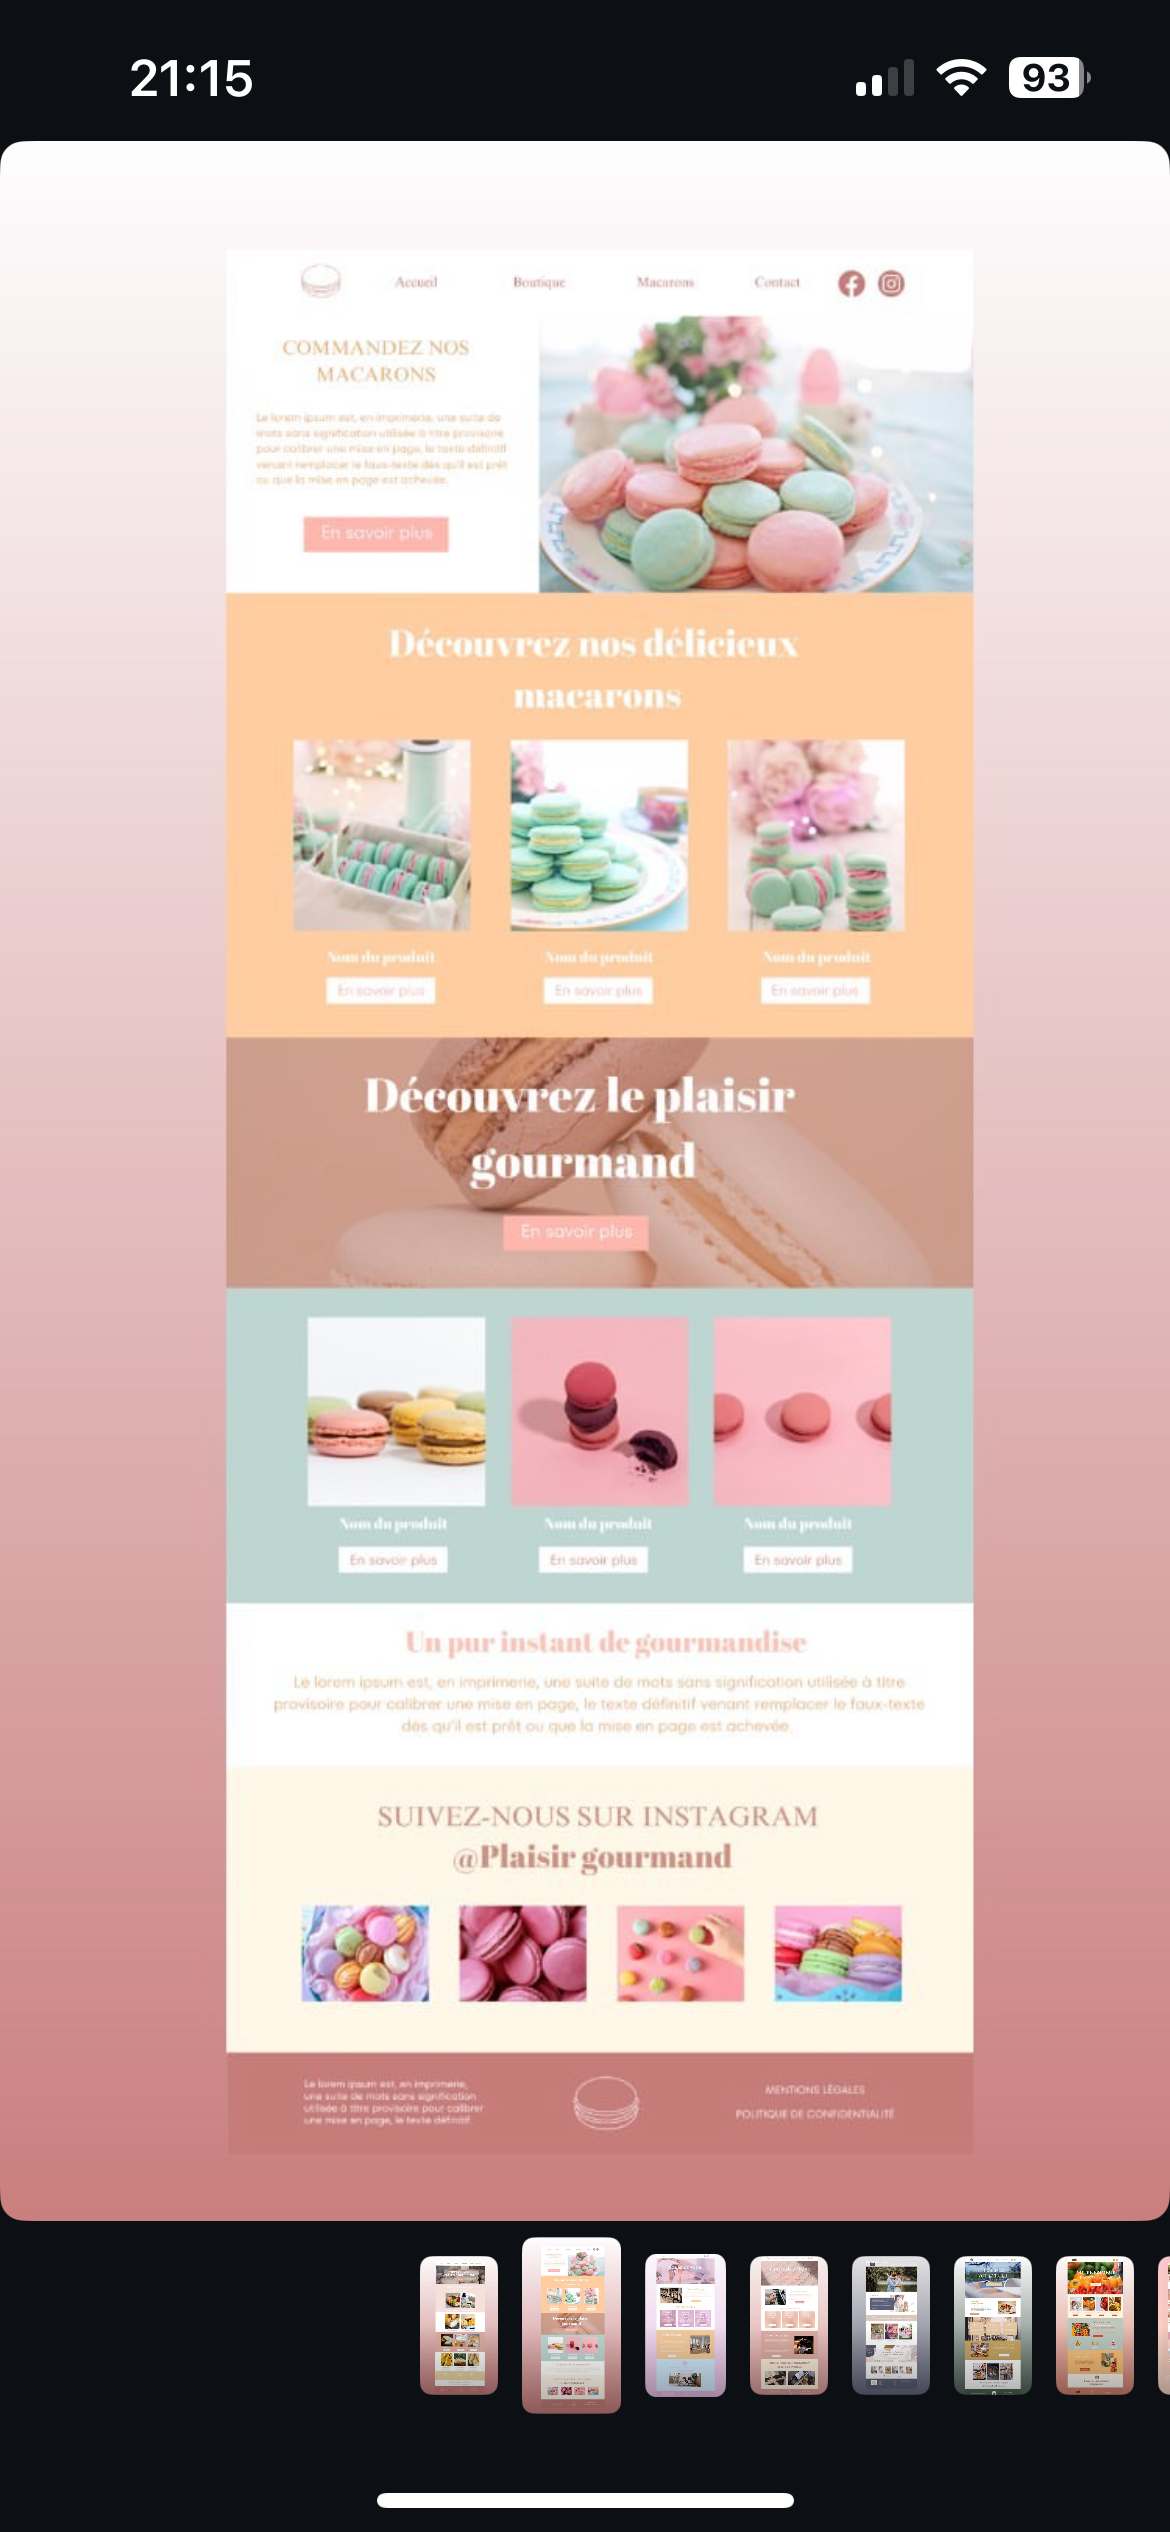 21:15
93
Accueil Boutique Macarons Contact
COMMANDEZ NOS
MACARONS
Le lorem ipsum est, en imprimerie, une suite de
mots sans signification utilisée à titre provisoire
pour calibrer une mise en page, le texte définitif
venant remplacer le faux-texte dès qu'il est prêt
ou que la mise en page est achevée.
En savoir plus
Découvrez nos délicieux
macarons
Nom du produit Nom du produit Nom du produit
En savoir plus En savoir plus En savoir plus
Découvrez le plaisir
gourmand
En savoir plus
Nom du produit Nom du produit Nom du produit
En savoir plus En savoir plus En savoir plus
Un pur instant de gourmandise
Le lorem ipsum est, en imprimerie, une suite de mots sans signification utilisée à titre
provisoire pour calibrer une mise en page, le texte définitif venant remplacer le faux-texte
dès qu'il est prêt ou que la mise en page est achevée.
SUIVEZ-NOUS SUR INSTAGRAM
@Plaisir gourmand
Le lorem ipsum est, en imprimerie,
une suite de mots sans signification
utilisée à titre provisoire pour calibrer
une mise en page, le texte définitif.
MENTIONS LÉGALES
POLITIQUE DE CONFIDENTIALITÉ